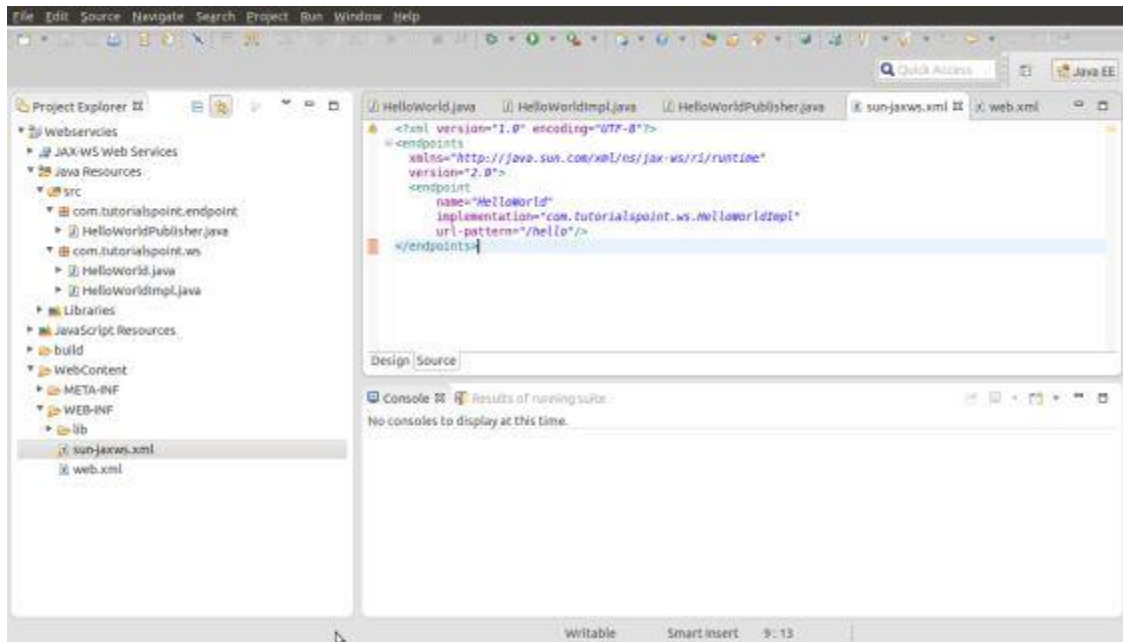 File Edit Source Navigate Search Project Run Window Help
Quick Access
Java EE
Project Explorer
Webservcies
JAX-WS Web Services
Java Resources
src
com.tutorialspoint.endpoint
HelloWorldPublisher.java
com.tutorialspoint.ws
HelloWorld.java
HelloWorldImpl.java
Libraries
JavaScript Resources
build
WebContent
META-INF
WEB-INF
lib
sun-jaxws.xml
web.xml
HelloWorld.java HelloWorldImpl.java HelloWorldPublisher.java sun-jaxws.xml web.xml
<?xml version="1.0" encoding="UTF-8"?>
<endpoints
xmlns="http://java.sun.com/xml/ns/jax-ws/ri/runtime"
version="2.0">
<endpoint
name="HelloWorld"
implementation="com.tutorialspoint.ws.HelloWorldImpl"
url-pattern="/hello"/>
</endpoints>
Design Source
Console Results of running suite
No consoles to display at this time.
Writable Smart Insert 9:13